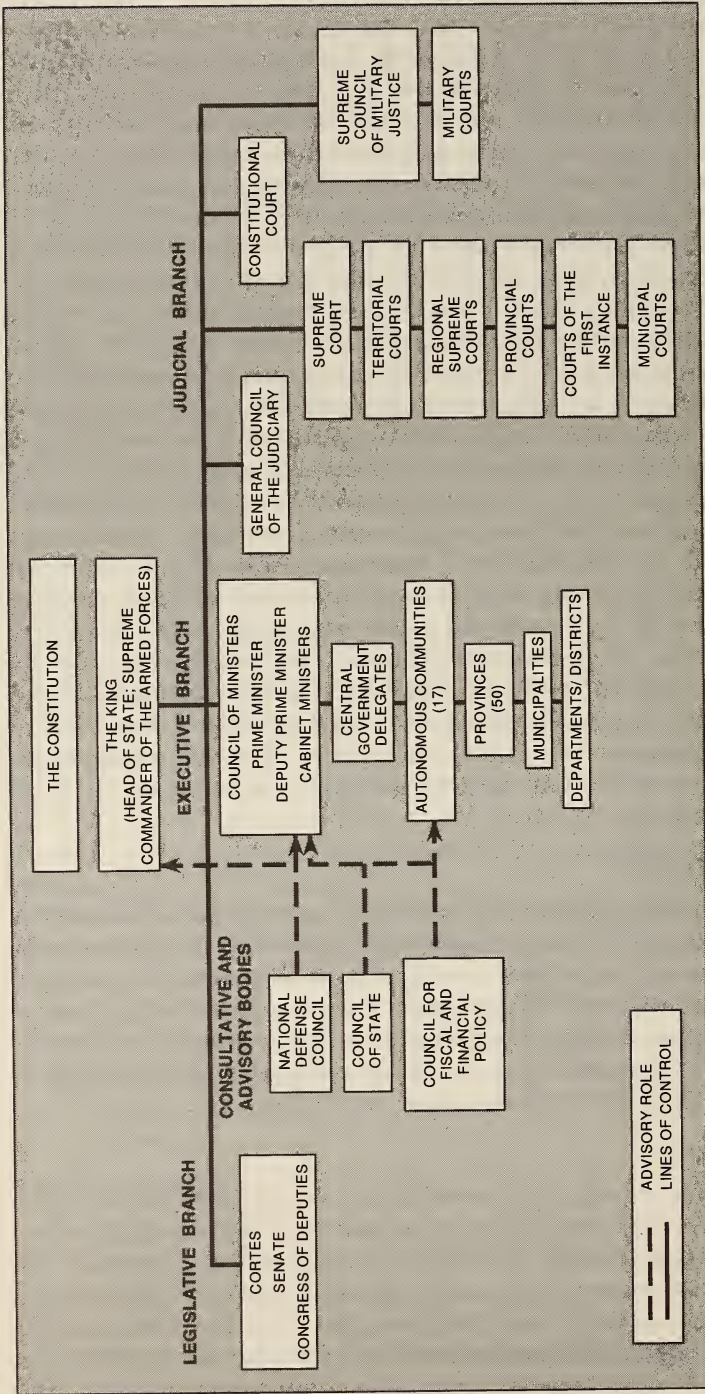 THE CONSTITUTION
THE KING
(HEAD OF STATE; SUPREME
COMMANDER OF THE ARMED FORCES)
LEGISLATIVE BRANCH
EXECUTIVE BRANCH
JUDICIAL BRANCH
CORTES
SENATE
CONGRESS OF DEPUTIES
CONSULTATIVE AND
ADVISORY BODIES
NATIONAL
DEFENSE
COUNCIL
COUNCIL
OF STATE
COUNCIL FOR
FISCAL AND
FINANCIAL
POLICY
COUNCIL OF MINISTERS
PRIME MINISTER
DEPUTY PRIME MINISTER
CABINET MINISTERS
CENTRAL
GOVERNMENT
DELEGATES
AUTONOMOUS COMMUNITIES
(17)
PROVINCES
(50)
MUNICIPALITIES
DEPARTMENTS/ DISTRICTS
GENERAL COUNCIL
OF THE JUDICIARY
SUPREME
COURT
TERRITORIAL
COURTS
REGIONAL
SUPREME
COURTS
PROVINCIAL
COURTS
COURTS OF THE
FIRST
INSTANCE
MUNICIPAL
COURTS
CONSTITUTIONAL
COURT
SUPREME
COUNCIL
OF MILITARY
JUSTICE
MILITARY
COURTS
ADVISORY ROLE
LINES OF CONTROL